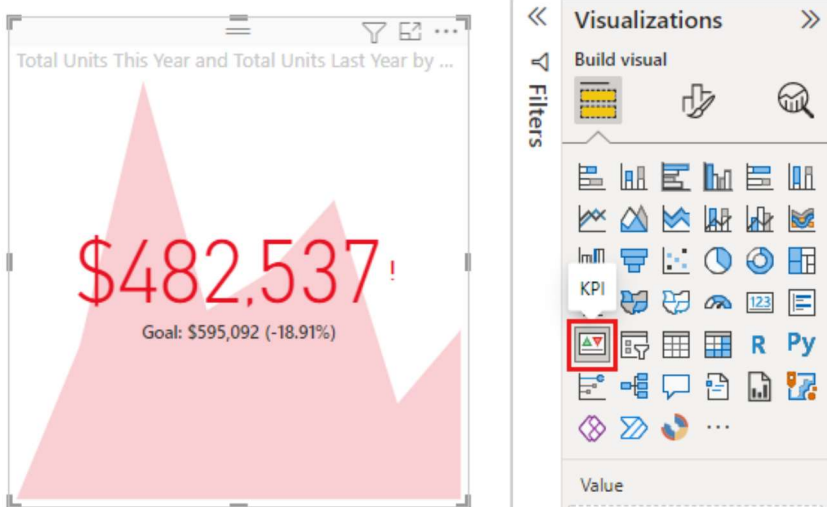 Total Units This Year and Total Units Last Year by ...
$482,537!
Goal: $595,092 (-18.91%)
Filters
Visualizations
Build visual
KPI
123
R
Py
Value